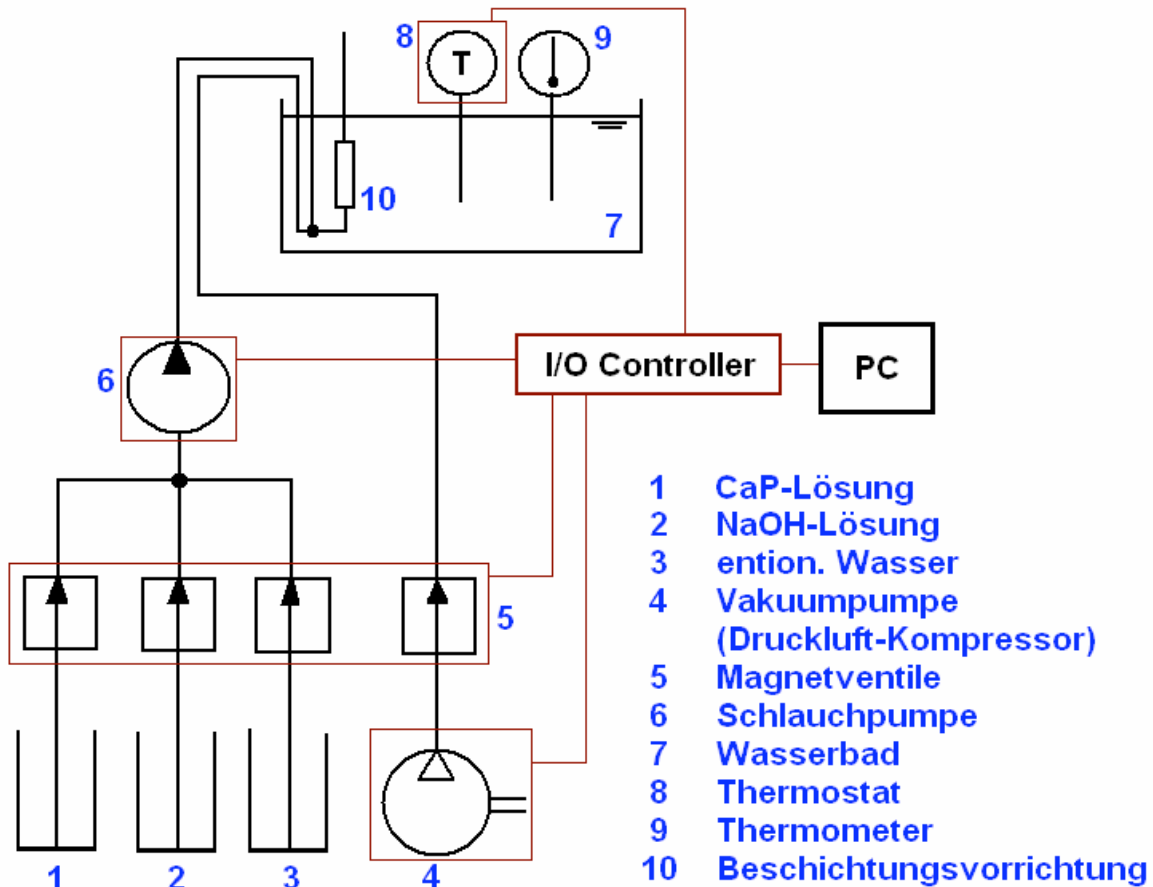 8
T
9
10
7
6
I/O Controller
PC
5
1 2 3 4
1 CaP-Lösung
2 NaOH-Lösung
3 ention. Wasser
4 Vakuumpumpe
(Druckluft-Kompressor)
5 Magnetventile
6 Schlauchpumpe
7 Wasserbad
8 Thermostat
9 Thermometer
10 Beschichtungsvorrichtung